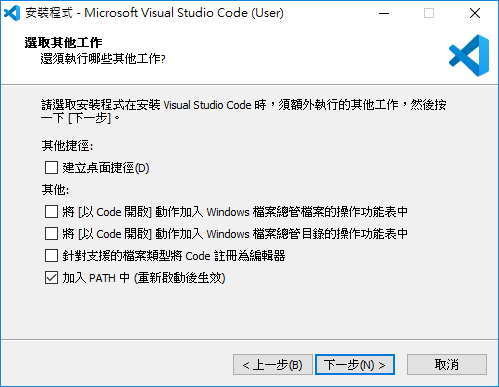 安裝程式 - Microsoft Visual Studio Code (User)
選取其他工作
還須執行哪些其他工作?
請選取安裝程式在安裝 Visual Studio Code 時，須額外執行的其他工作，然後按
一下 [下一步]。
其他捷徑:
建立桌面捷徑(D)
其他:
將 [以 Code 開啟] 動作加入 Windows 檔案總管檔案的操作功能表中
將 [以 Code 開啟] 動作加入 Windows 檔案總管目錄的操作功能表中
針對支援的檔案類型將 Code 註冊為編輯器
加入 PATH 中 (重新啟動後生效)
< 上一步(B)
下一步(N) >
取消